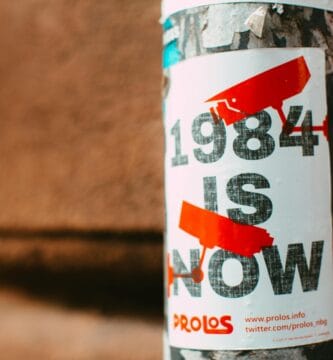 1984
IS
NOW
PROLOS
www.prolos.info
twitter.com/prolos_nbg